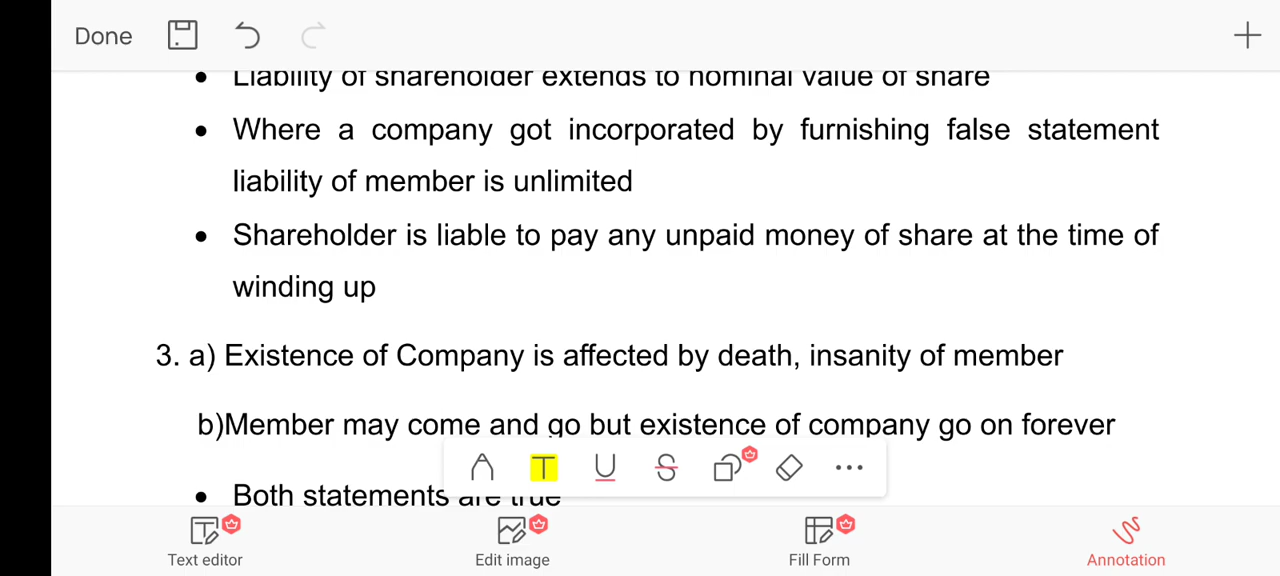 Done
• Liability of shareholder extends to nominal value of share
• Where a company got incorporated by furnishing false statement
liability of member is unlimited
• Shareholder is liable to pay any unpaid money of share at the time of
winding up
3. a) Existence of Company is affected by death, insanity of member
b)Member may come and go but existence of company go on forever
• Both statements are true
Text editor
Edit image
Fill Form
Annotation